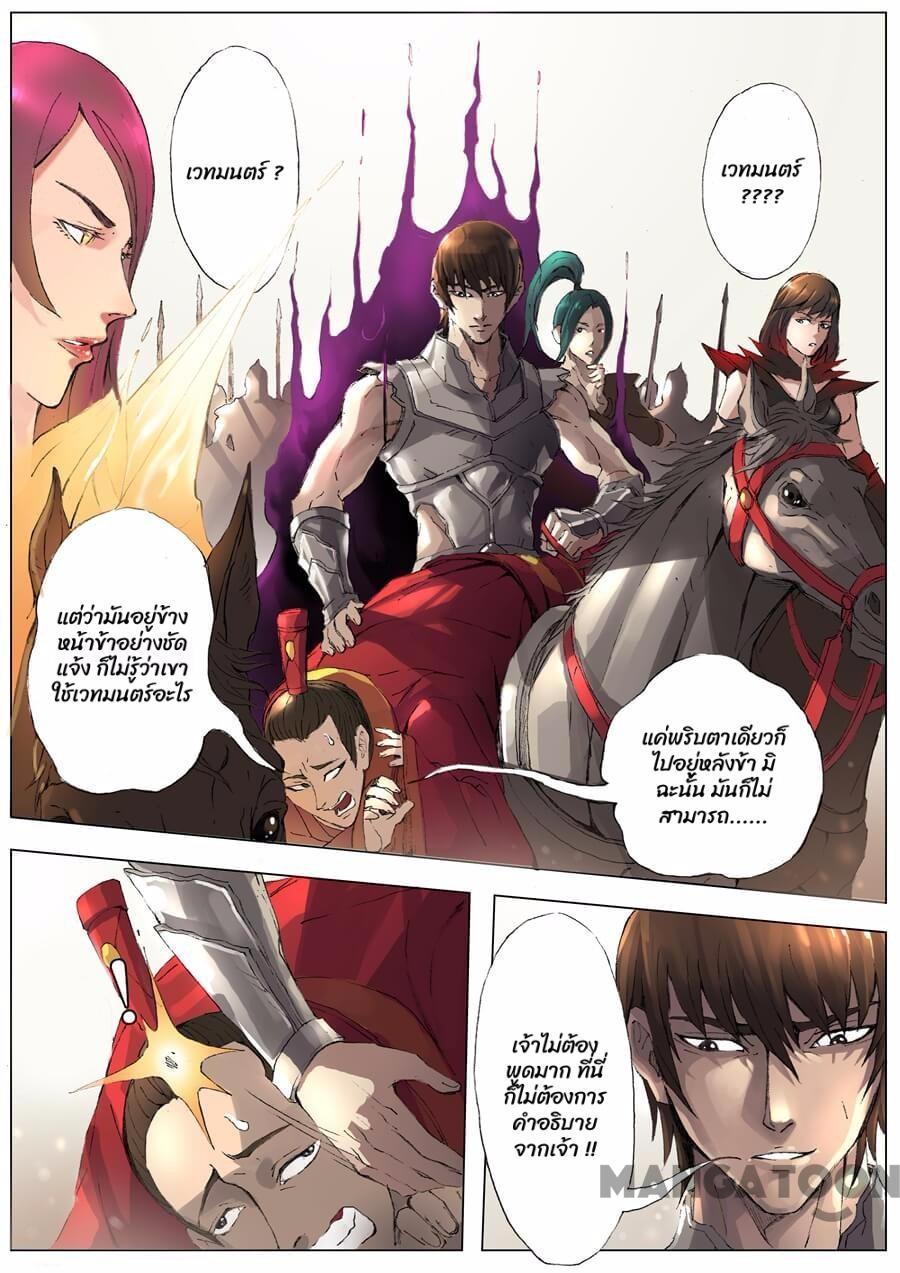 เวทมนตร์ ?
เวทมนตร์
????
แต่ว่ามันอยู่ข้าง
หน้าข้าอย่างชัด
แจ้ง ก็ไม่รู้ว่าเขา
ใช้เวทมนตร์อะไร
แค่พริบตาเดียวก็
ไปอยู่หลังข้า มิ
ฉะนั้น มันก็ไม่
สามารถ......
!
เจ้าไม่ต้อง
พูดมาก ที่นี่
ก็ไม่ต้องการ
คำอธิบาย
จากเจ้า !!
MANGATOON